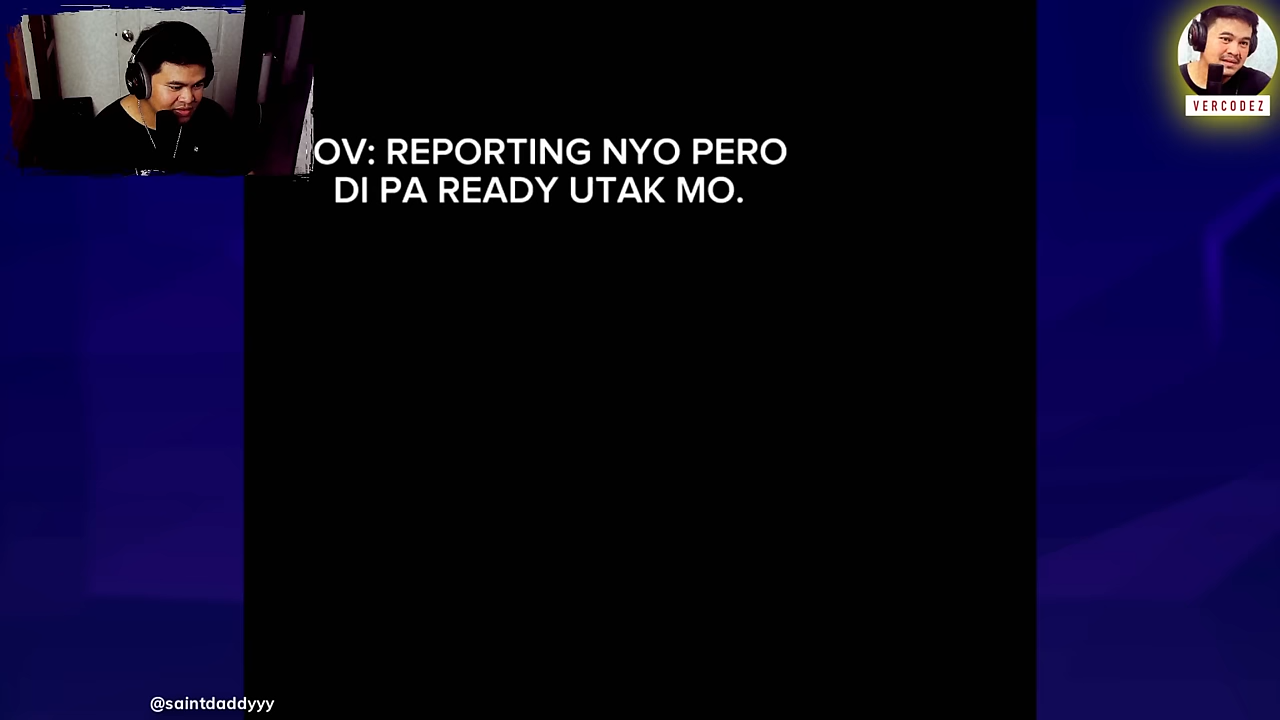 VERCODEZ
OV: REPORTING NYO PERO
DI PA READY UTAK MO.
@saintdaddyyy